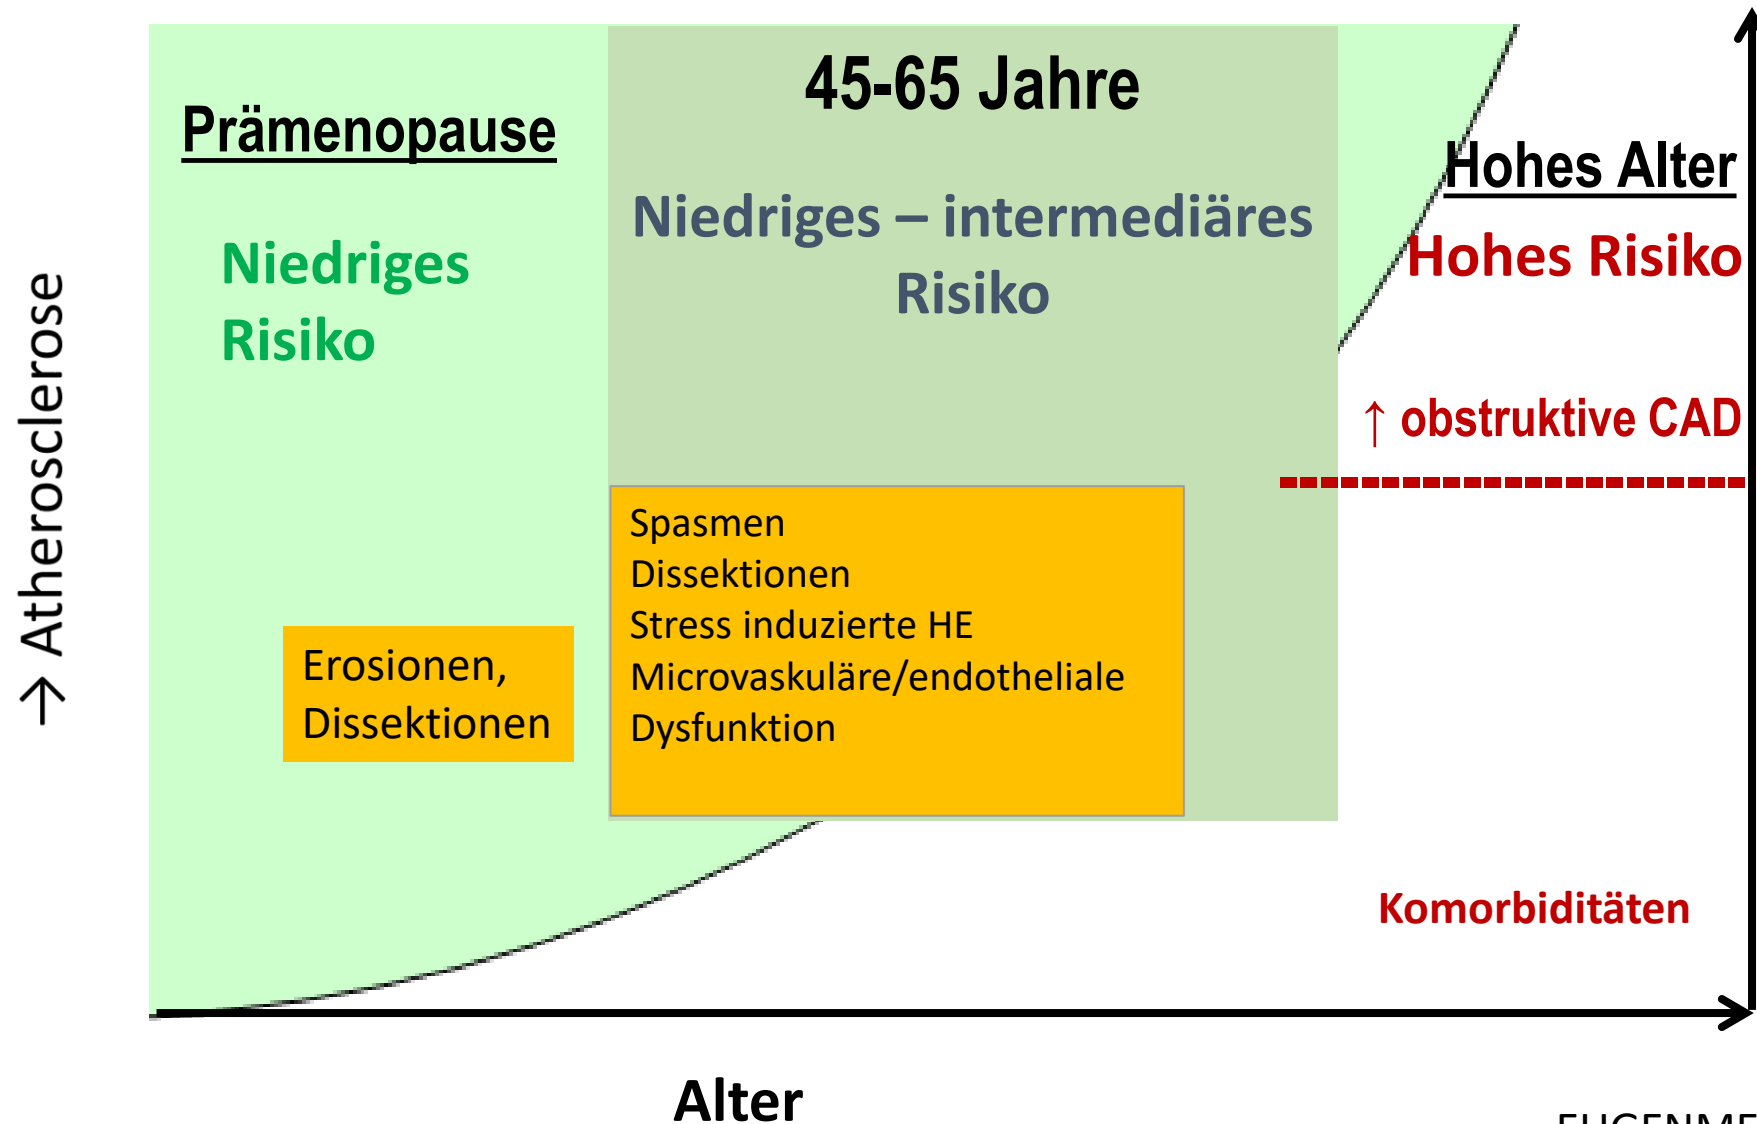 45-65 Jahre
Prämenopause
Hohes Alter
Niedriges – intermediäres
Risiko
Niedriges
Risiko
Hohes Risiko
→ Atherosclerose
↑ obstruktive CAD
Spasmen
Dissektionen
Stress induzierte HE
Microvaskuläre/endotheliale
Dysfunktion
Erosionen,
Dissektionen
Komorbiditäten
Alter